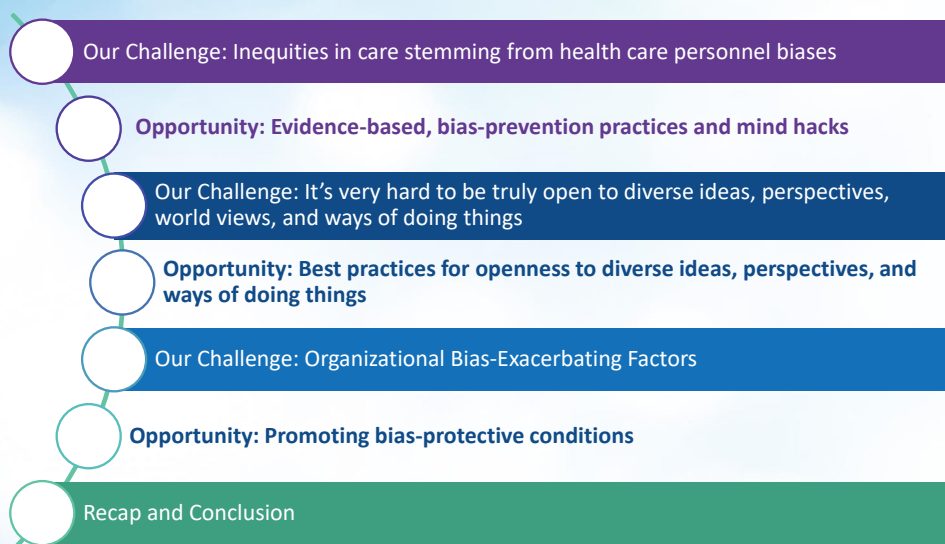 Our Challenge: Inequities in care stemming from health care personnel biases
Opportunity: Evidence-based, bias-prevention practices and mind hacks
Our Challenge: It’s very hard to be truly open to diverse ideas, perspectives,
world views, and ways of doing things
Opportunity: Best practices for openness to diverse ideas, perspectives, and
ways of doing things
Our Challenge: Organizational Bias-Exacerbating Factors
Opportunity: Promoting bias-protective conditions
Recap and Conclusion